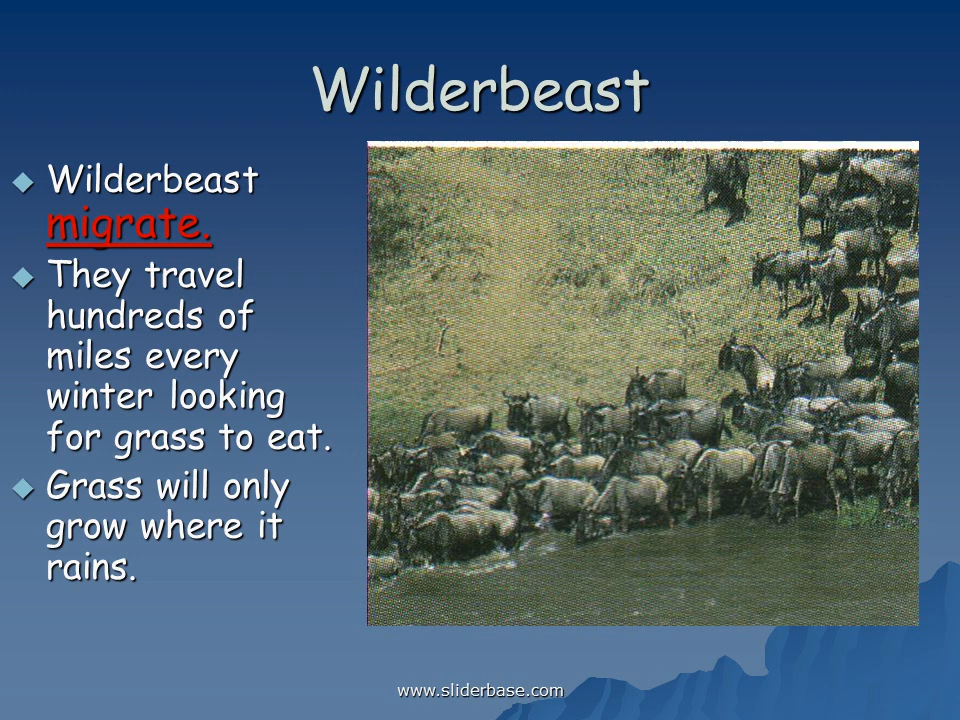 Wilderbeast
Wilderbeast
migrate.
They travel
hundreds of
miles every
winter looking
for grass to eat.
Grass will only
grow where it
rains.
www.sliderbase.com